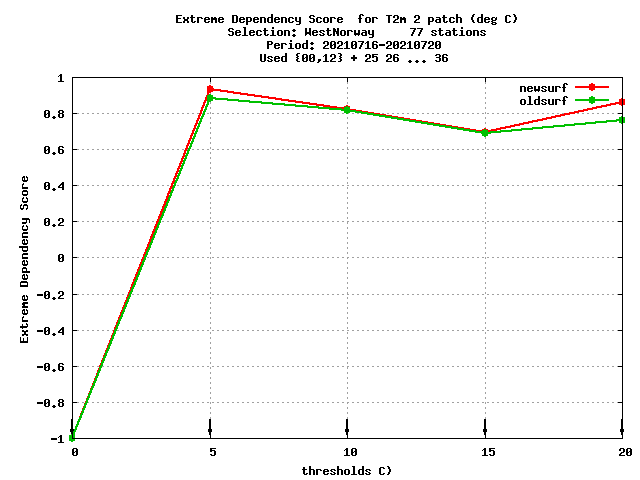 Extreme Dependency Score  for T2m 2 patch (deg C)
Selection: WestNorway     77 stations
Period: 20210716-20210720
Used {00,12} + 25 26 ... 36
newsurf
oldsurf
1
0.8
0.6
0.4
0.2
0
-0.2
-0.4
-0.6
-0.8
-1
Extreme Dependency Score
0 5 10 15 20
thresholds C)